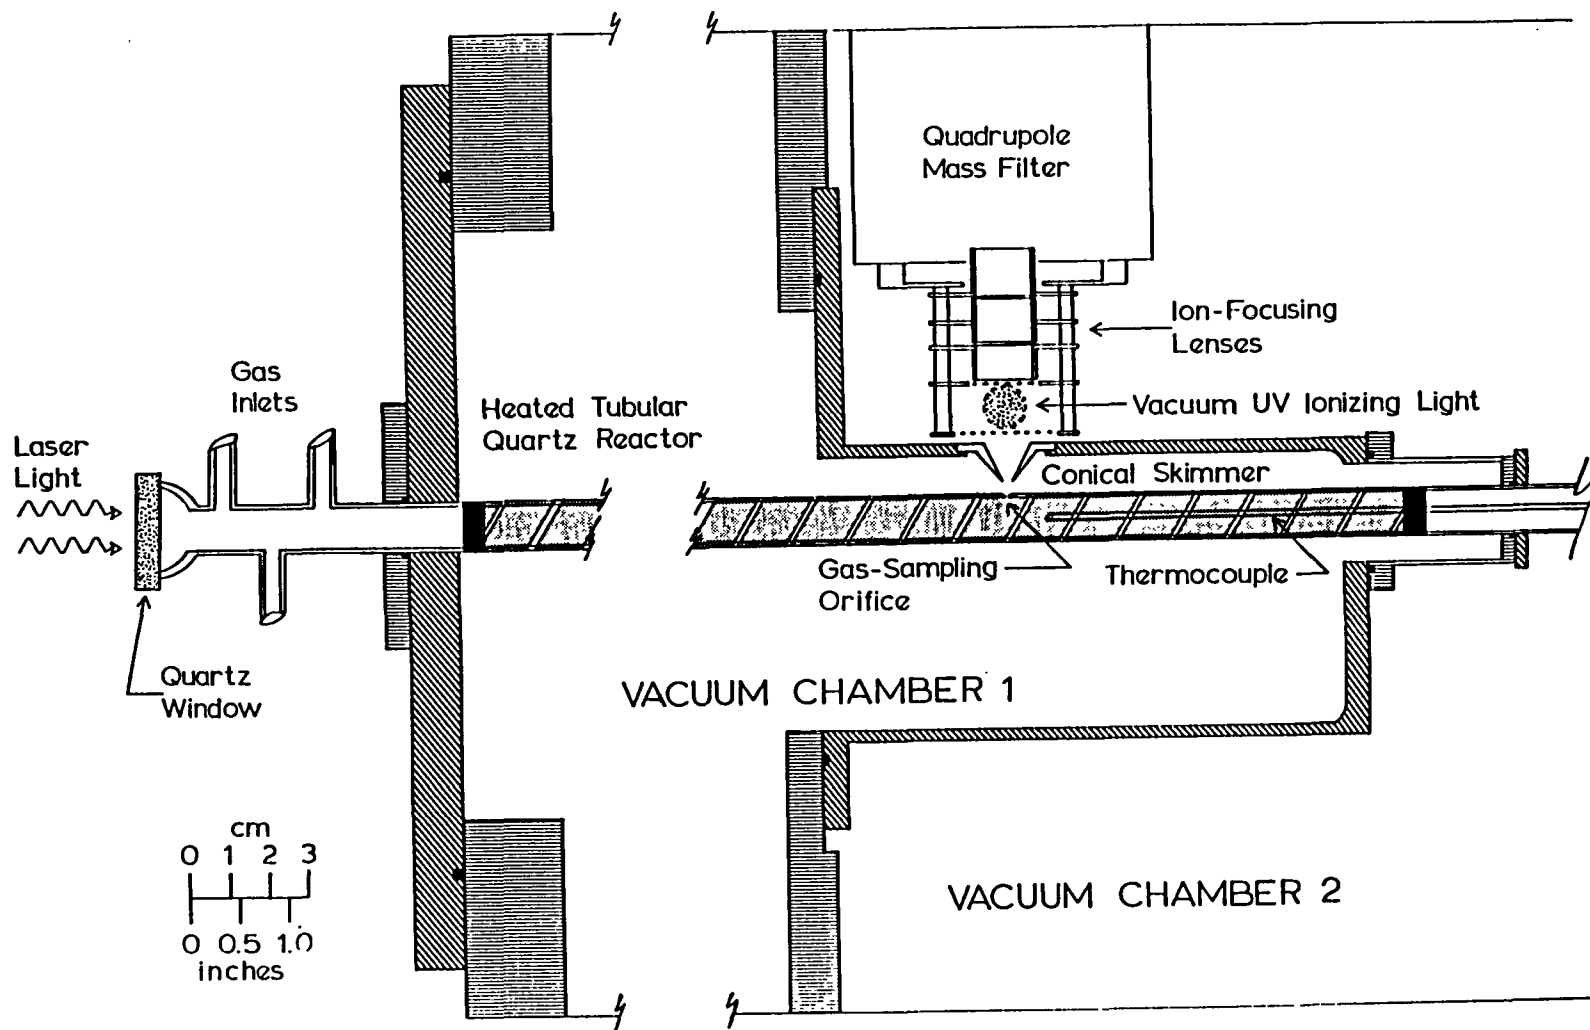 Quadrupole
Mass Filter
Ion-Focusing
Lenses
Gas
Inlets
Heated Tubular
Quartz Reactor
Vacuum UV Ionizing Light
Laser
Light
Conical Skimmer
Gas-Sampling
Orifice
Thermocouple
Quartz
Window
VACUUM CHAMBER 1
cm
0 1 2 3
0 0.5 1.0
inches
VACUUM CHAMBER 2